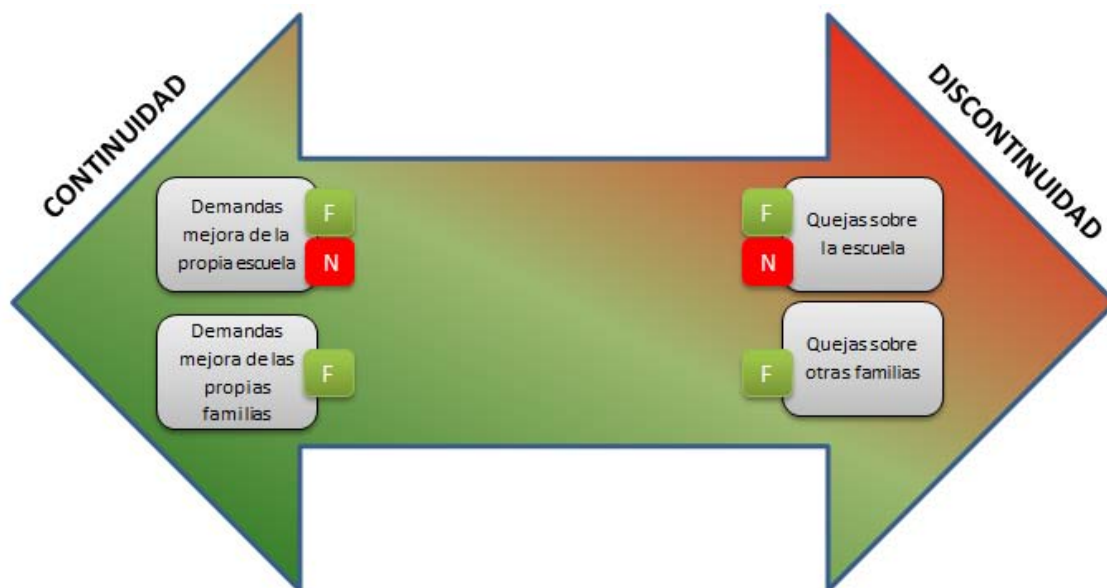 CONTINUIDAD
DISCONTINUIDAD
Demandas
mejora de la
propia escuela
F
N
Demandas
mejora de las
propias
familias
F
F
N
Quejas sobre
la escuela
F
Quejas sobre
otras familias